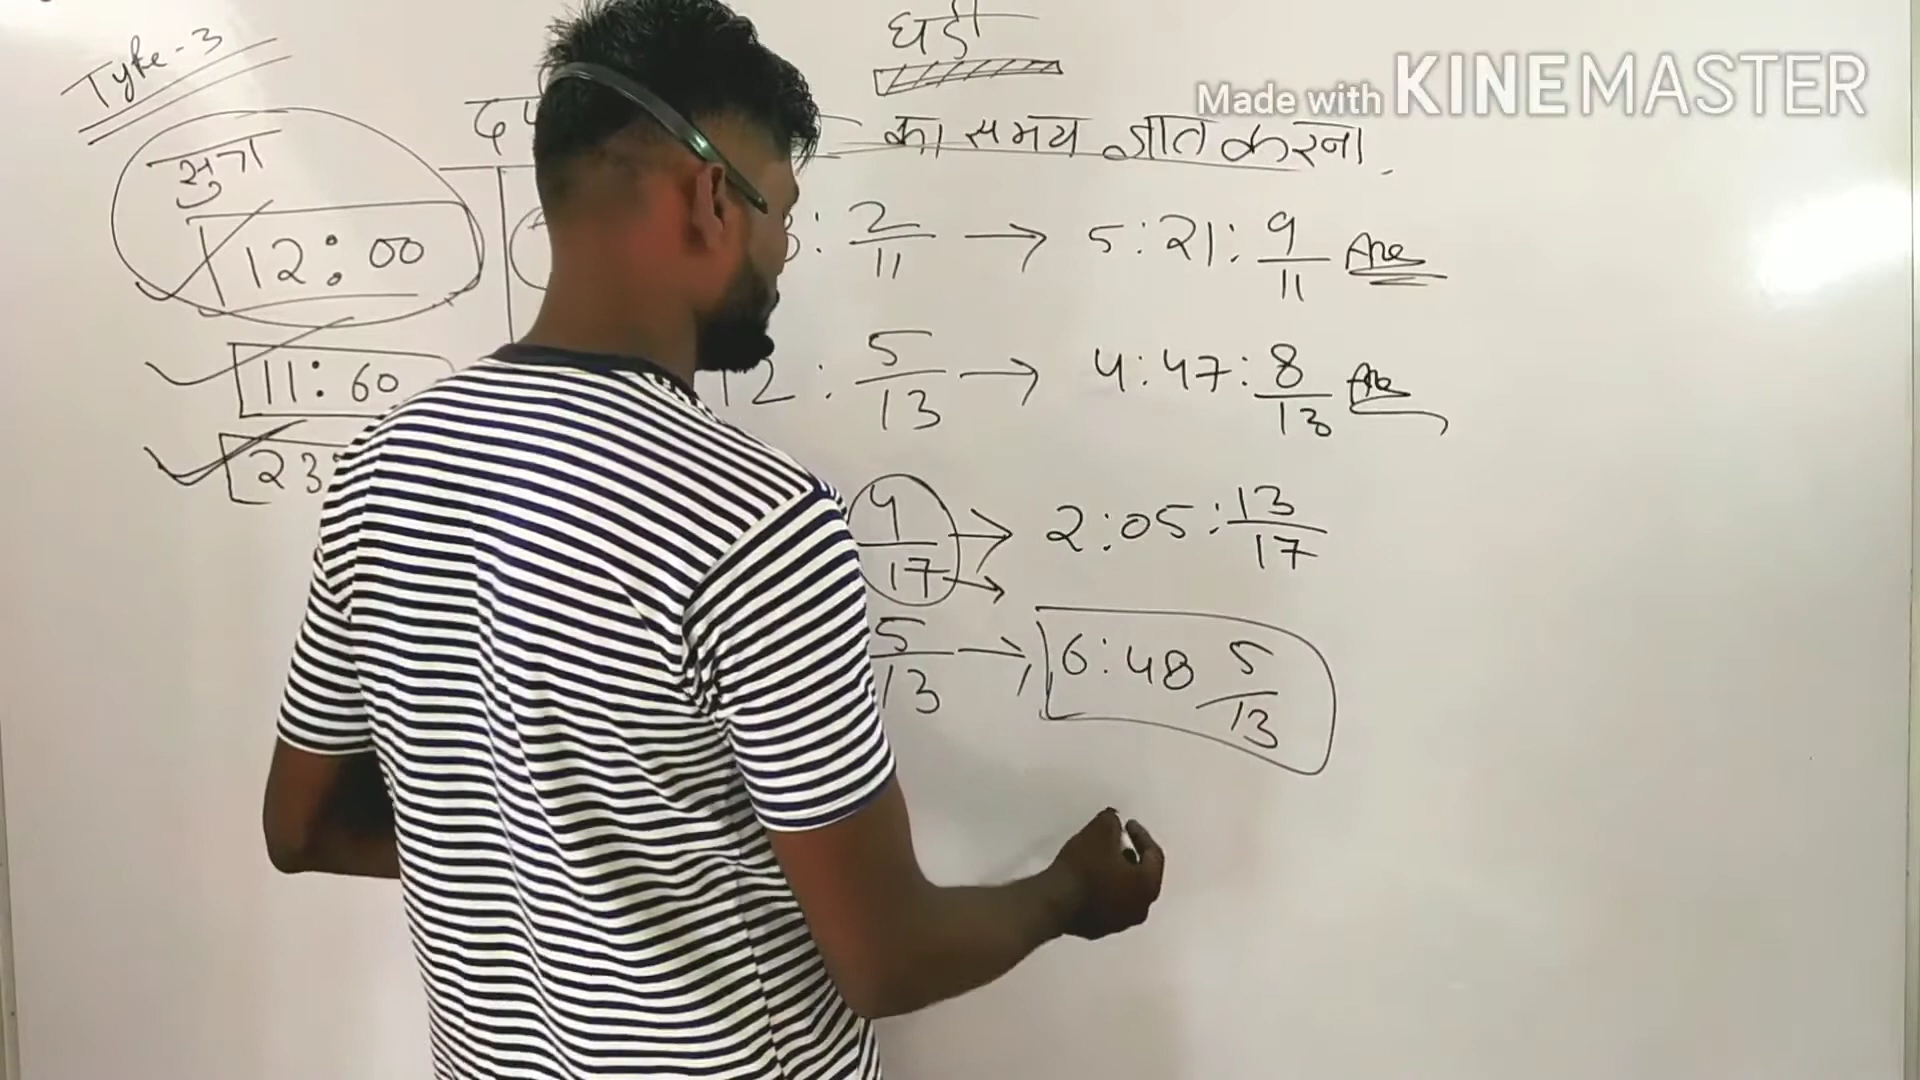 Type-3
घड़ी
Made with KINEMASTER
का समय ज्ञात करना.
सुत्र
12:00
: 2/11 → 5:21:9/11 Ans
11:60
12 : 5/13 → 4:47:8/13 Ans
23
4/17 → 2:05:13/17
5/13 → 6:48 5/13